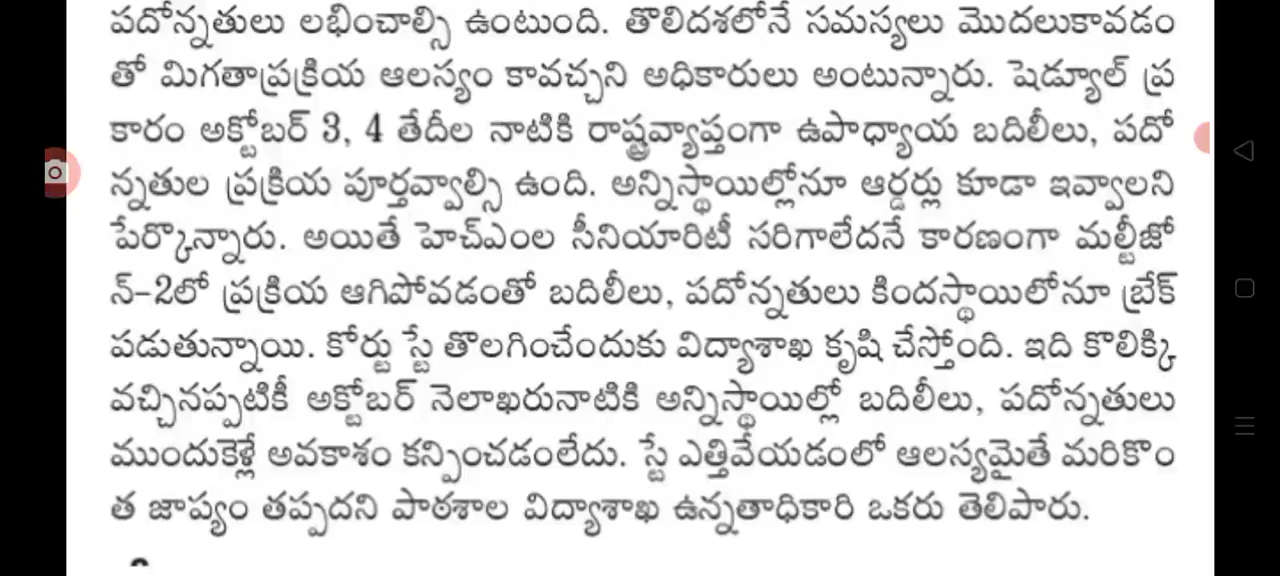 పదోన్నతులు లభించాల్సి ఉంటుంది. తొలిదశలోనే సమస్యలు మొదలుకావడం
తో మిగతాప్రక్రియ ఆలస్యం కావచ్చని అధికారులు అంటున్నారు. షెడ్యూల్ ప్ర
కారం అక్టోబర్ 3, 4 తేదీల నాటికి రాష్ట్రవ్యాప్తంగా ఉపాధ్యాయ బదిలీలు, పదో
న్నతుల ప్రక్రియ పూర్తవ్వాల్సి ఉంది. అన్నిస్థాయిల్లోనూ ఆర్డర్లు కూడా ఇవ్వాలని
పేర్కొన్నారు. అయితే హెచ్ఎంల సీనియారిటీ సరిగాలేదనే కారణంగా మల్టీజో
న్-2లో ప్రక్రియ ఆగిపోవడంతో బదిలీలు, పదోన్నతులు కిందస్థాయిలోనూ బ్రేక్
పడుతున్నాయి. కోర్టు స్టే తొలగించేందుకు విద్యాశాఖ కృషి చేస్తోంది. ఇది కొలిక్కి
వచ్చినప్పటికీ అక్టోబర్ నెలాఖరునాటికి అన్నిస్థాయిల్లో బదిలీలు, పదోన్నతులు
ముందుకెళ్లే అవకాశం కన్పించడంలేదు. స్టే ఎత్తివేయడంలో ఆలస్యమైతే మరికొం
త జాప్యం తప్పదని పాఠశాల విద్యాశాఖ ఉన్నతాధికారి ఒకరు తెలిపారు.